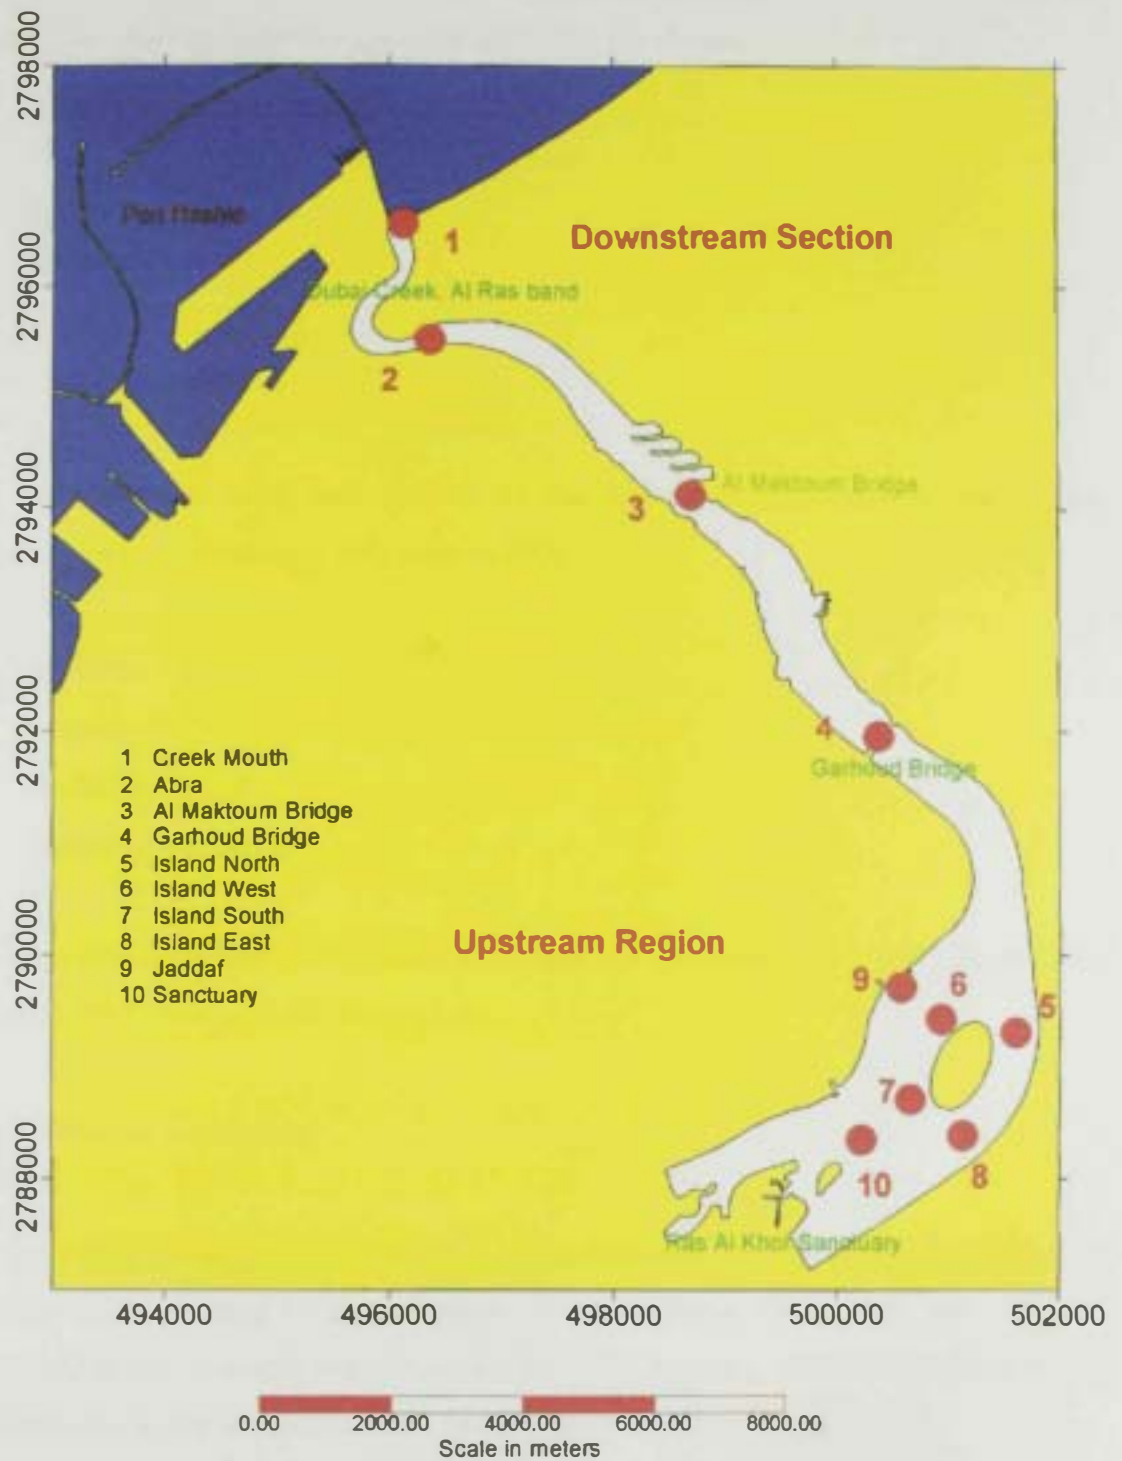 2798000
2796000
2794000
2792000
2790000
2788000
Port
1
Downstream Section
Dubai Creek, Al Ras band
2
3
Al Maktoum Bridge
4
Garhoud Bridge
1 Creek Mouth
2 Abra
3 Al Maktoum Bridge
4 Garhoud Bridge
5 Island North
6 Island West
7 Island South
8 Island East
9 Jaddaf
10 Sanctuary
Upstream Region
9
6
5
7
10
8
Ras Al Khor Sanctuary
494000 496000 498000 500000 502000
0.00 2000.00 4000.00 6000.00 8000.00
Scale in meters